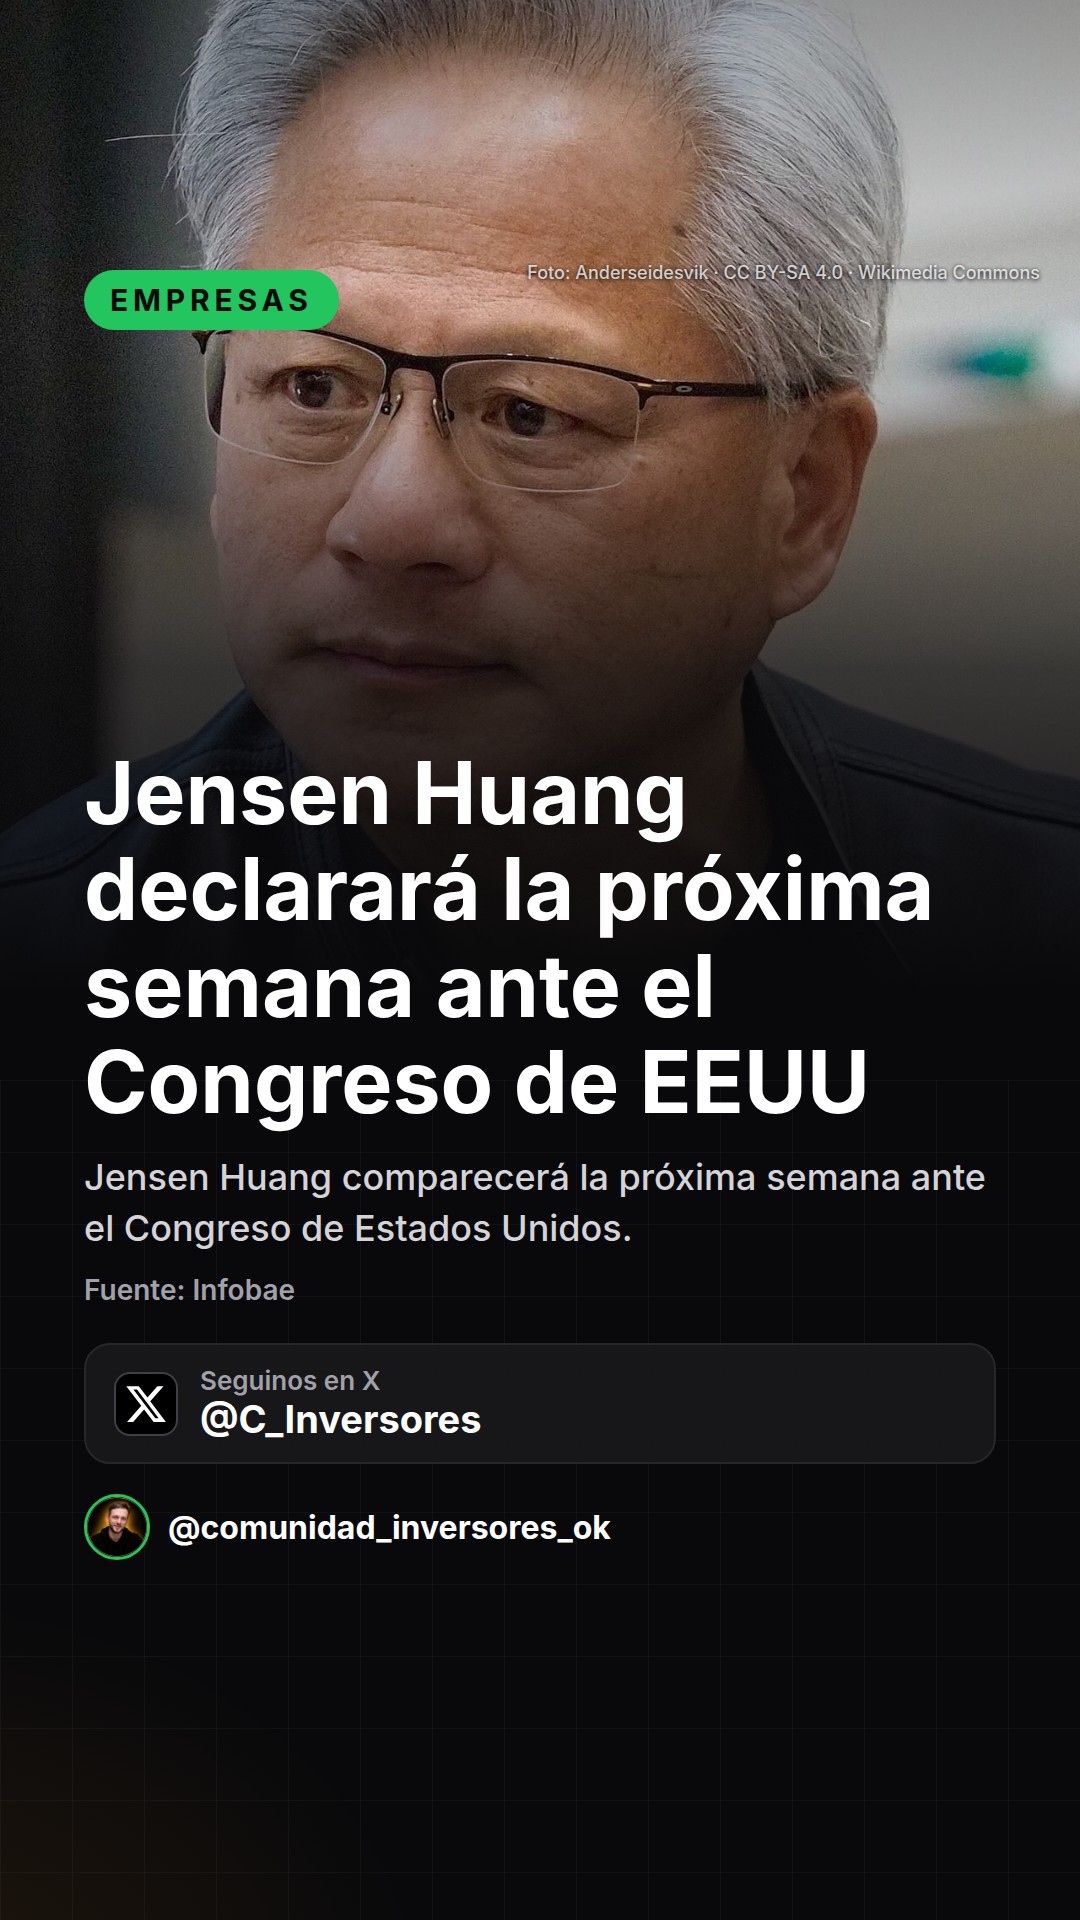 Foto: Anderseidesvik · CC BY-SA 4.0 · Wikimedia Commons
EMPRESAS
Jensen Huang
declarará la próxima
semana ante el
Congreso de EEUU
Jensen Huang comparecerá la próxima semana ante
el Congreso de Estados Unidos.
Fuente: Infobae
Seguinos en X
@C_Inversores
@comunidad_inversores_ok